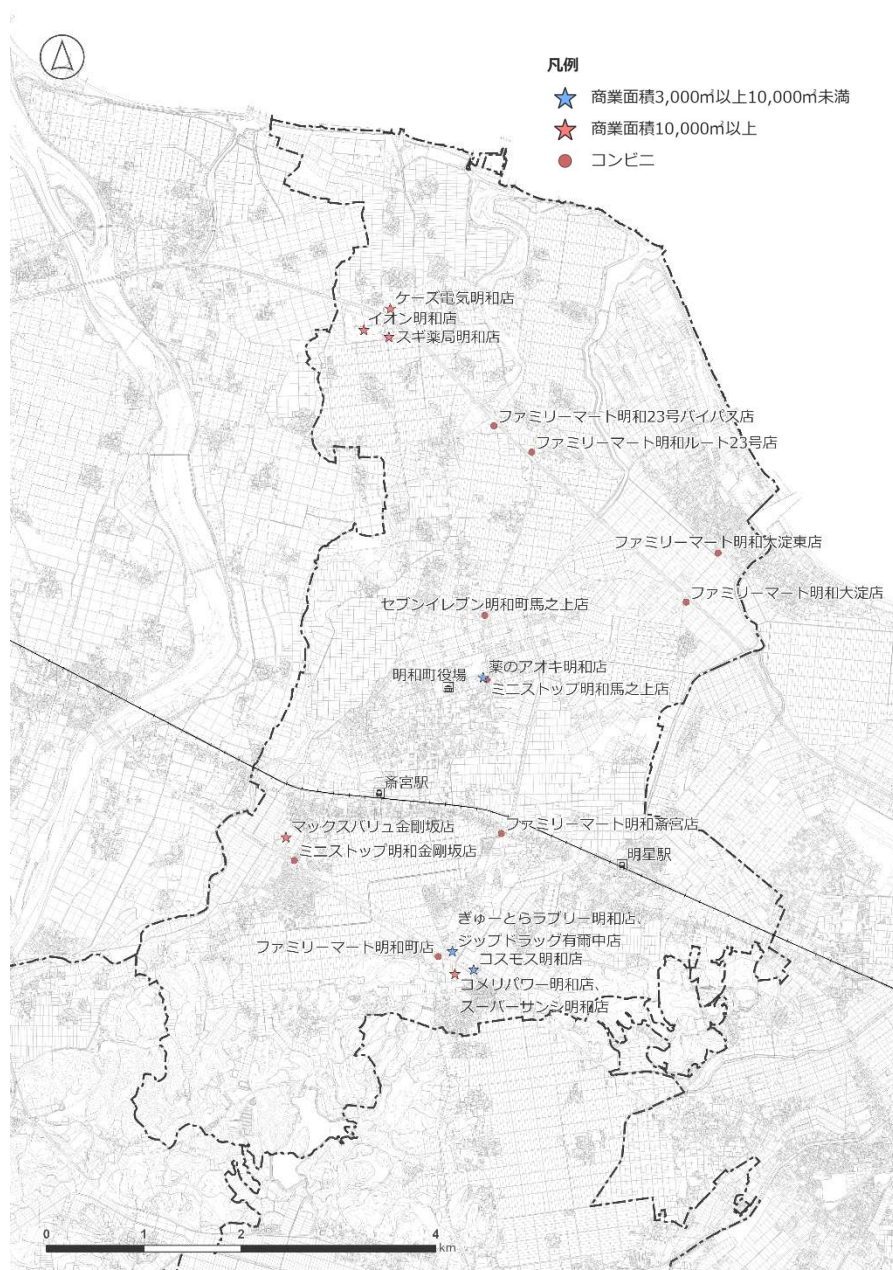 凡例
商業面積3,000㎡以上10,000㎡未満
商業面積10,000㎡以上
コンビニ
ケーズ電気明和店
イオン明和店
スギ薬局明和店
ファミリーマート明和23号バイパス店
ファミリーマート明和ルート23号店
ファミリーマート明和大淀東店
ファミリーマート明和大淀店
セブンイレブン明和町馬之上店
薬のアオキ明和店
明和町役場
ミニストップ明和馬之上店
斎宮駅
マックスバリュ金剛坂店
ファミリーマート明和斎宮店
ミニストップ明和金剛坂店
明星駅
ぎゅーとらラブリー明和店、
ジップドラッグ有爾中店
ファミリーマート明和町店
コスモス明和店
コメリパワー明和店、
スーパーサンシ明和店
0 1 2 4
km